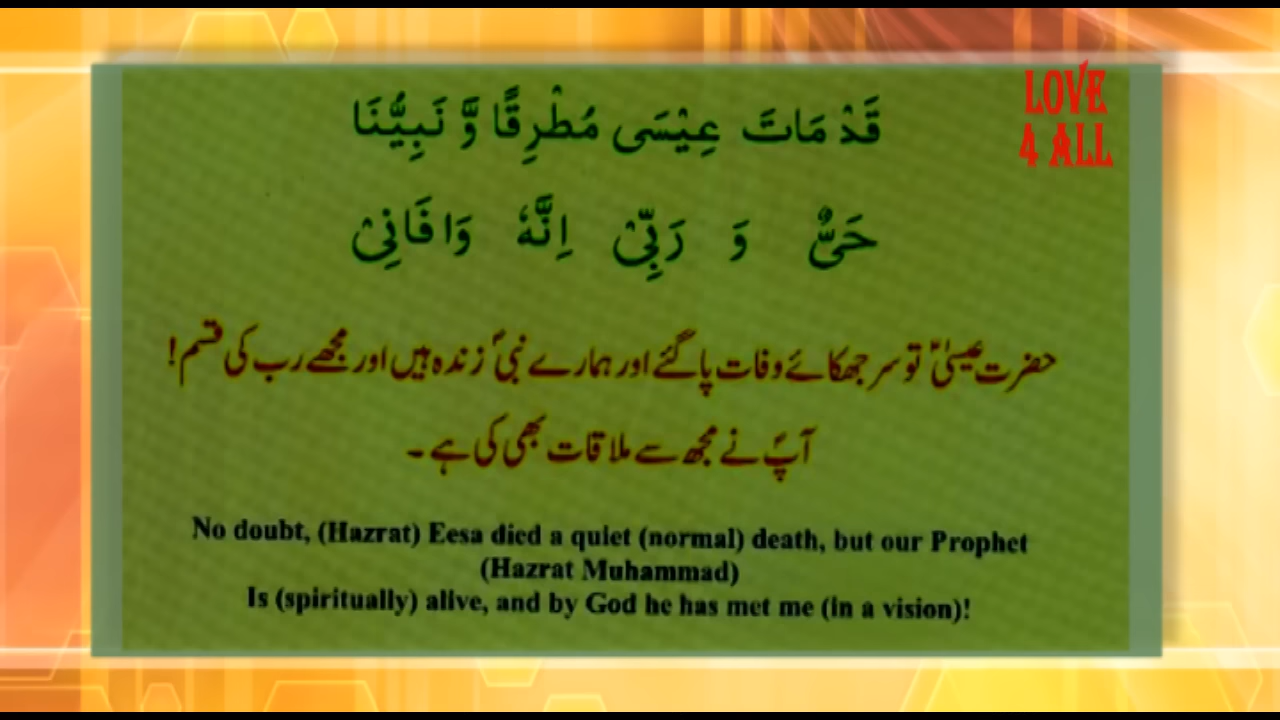 LOVE
4 ALL
قَدْ مَاتَ عِيْسَى مُطْرِقًا وَّ نَبِيُّنَا
حَيٌّ وَ رَبِّيْ اِنَّهٗ وَافَانِيْ
حضرت عیسیٰؑ تو سر جھکائے وفات پا گئے اور ہمارے نبیؐ زندہ ہیں اور مجھے رب کی قسم!
آپؐ نے مجھ سے ملاقات بھی کی ہے ۔
No doubt, (Hazrat) Eesa died a quiet (normal) death, but our Prophet
(Hazrat Muhammad)
Is (spiritually) alive, and by God he has met me (in a vision)!